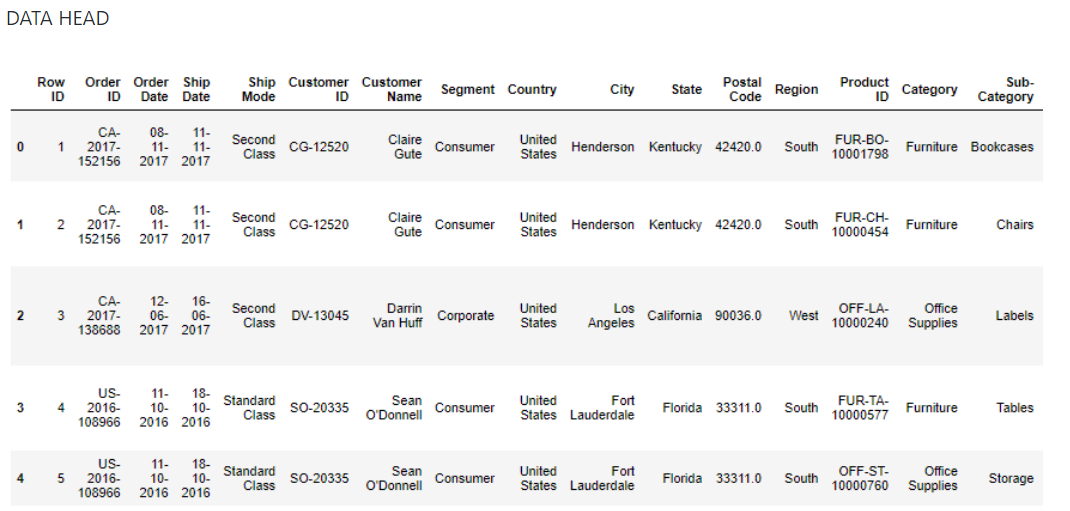 DATA HEAD
Row ID Order ID Order Date Ship Date Ship Mode Customer ID Customer Name Segment Country City State Postal Code Region Product ID Category Sub-Category
0 1 CA-2017-152156 08-11-2017 11-11-2017 Second Class CG-12520 Claire Gute Consumer United States Henderson Kentucky 42420.0 South FUR-BO-10001798 Furniture Bookcases
1 2 CA-2017-152156 08-11-2017 11-11-2017 Second Class CG-12520 Claire Gute Consumer United States Henderson Kentucky 42420.0 South FUR-CH-10000454 Furniture Chairs
2 3 CA-2017-138688 12-06-2017 16-06-2017 Second Class DV-13045 Darrin Van Huff Corporate United States Los Angeles California 90036.0 West OFF-LA-10000240 Office Supplies Labels
3 4 US-2016-108966 11-10-2016 18-10-2016 Standard Class SO-20335 Sean O'Donnell Consumer United States Fort Lauderdale Florida 33311.0 South FUR-TA-10000577 Furniture Tables
4 5 US-2016-108966 11-10-2016 18-10-2016 Standard Class SO-20335 Sean O'Donnell Consumer United States Fort Lauderdale Florida 33311.0 South OFF-ST-10000760 Office Supplies Storage